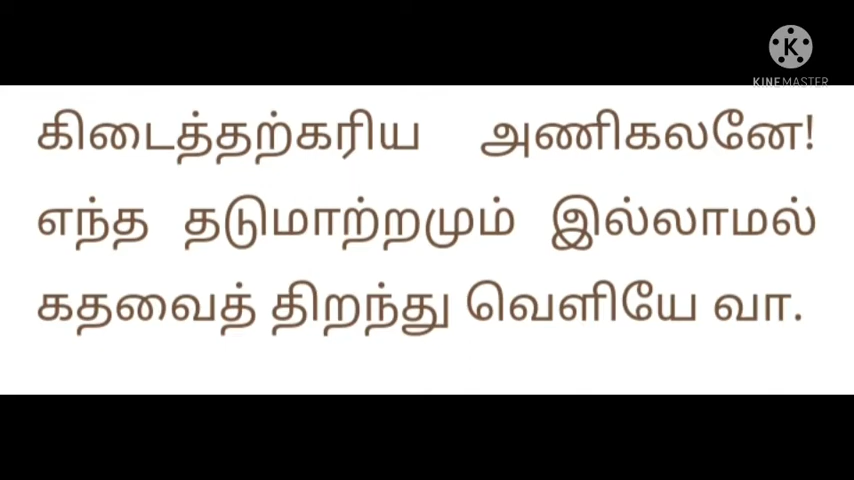 KINEMASTER
கிடைத்தற்கரிய அணிகலனே!
எந்த தடுமாற்றமும் இல்லாமல்
கதவைத் திறந்து வெளியே வா.